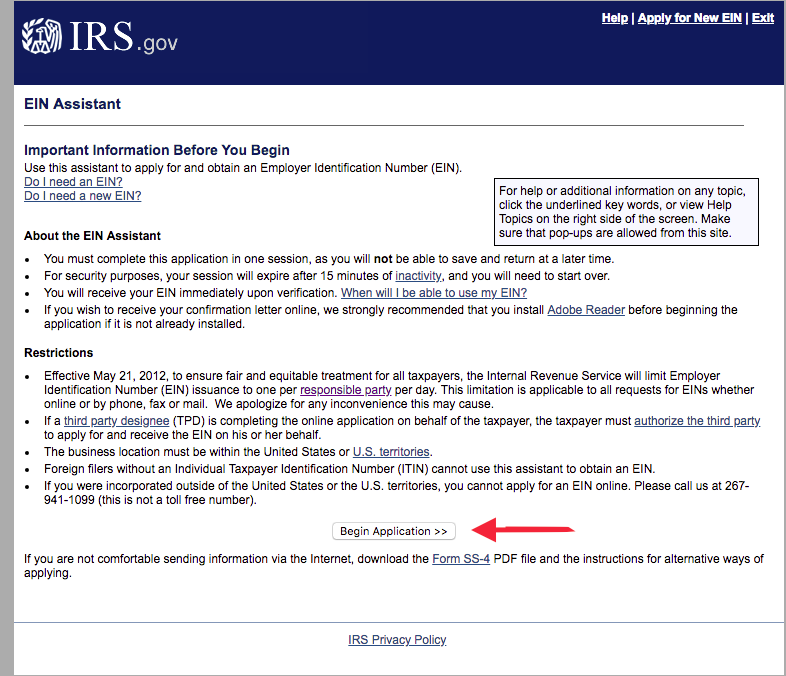 IRS.gov
Help | Apply for New EIN | Exit
EIN Assistant
Important Information Before You Begin
Use this assistant to apply for and obtain an Employer Identification Number (EIN).
Do I need an EIN?
Do I need a new EIN?
For help or additional information on any topic,
click the underlined key words, or view Help
Topics on the right side of the screen. Make
sure that pop-ups are allowed from this site.
About the EIN Assistant
You must complete this application in one session, as you will not be able to save and return at a later time.
For security purposes, your session will expire after 15 minutes of inactivity, and you will need to start over.
You will receive your EIN immediately upon verification. When will I be able to use my EIN?
If you wish to receive your confirmation letter online, we strongly recommended that you install Adobe Reader before beginning the
application if it is not already installed.
Restrictions
Effective May 21, 2012, to ensure fair and equitable treatment for all taxpayers, the Internal Revenue Service will limit Employer
Identification Number (EIN) issuance to one per responsible party per day. This limitation is applicable to all requests for EINs whether
online or by phone, fax or mail. We apologize for any inconvenience this may cause.
If a third party designee (TPD) is completing the online application on behalf of the taxpayer, the taxpayer must authorize the third party
to apply for and receive the EIN on his or her behalf.
The business location must be within the United States or U.S. territories.
Foreign filers without an Individual Taxpayer Identification Number (ITIN) cannot use this assistant to obtain an EIN.
If you were incorporated outside of the United States or the U.S. territories, you cannot apply for an EIN online. Please call us at 267-
941-1099 (this is not a toll free number).
Begin Application >>
If you are not comfortable sending information via the Internet, download the Form SS-4 PDF file and the instructions for alternative ways of
applying.
IRS Privacy Policy